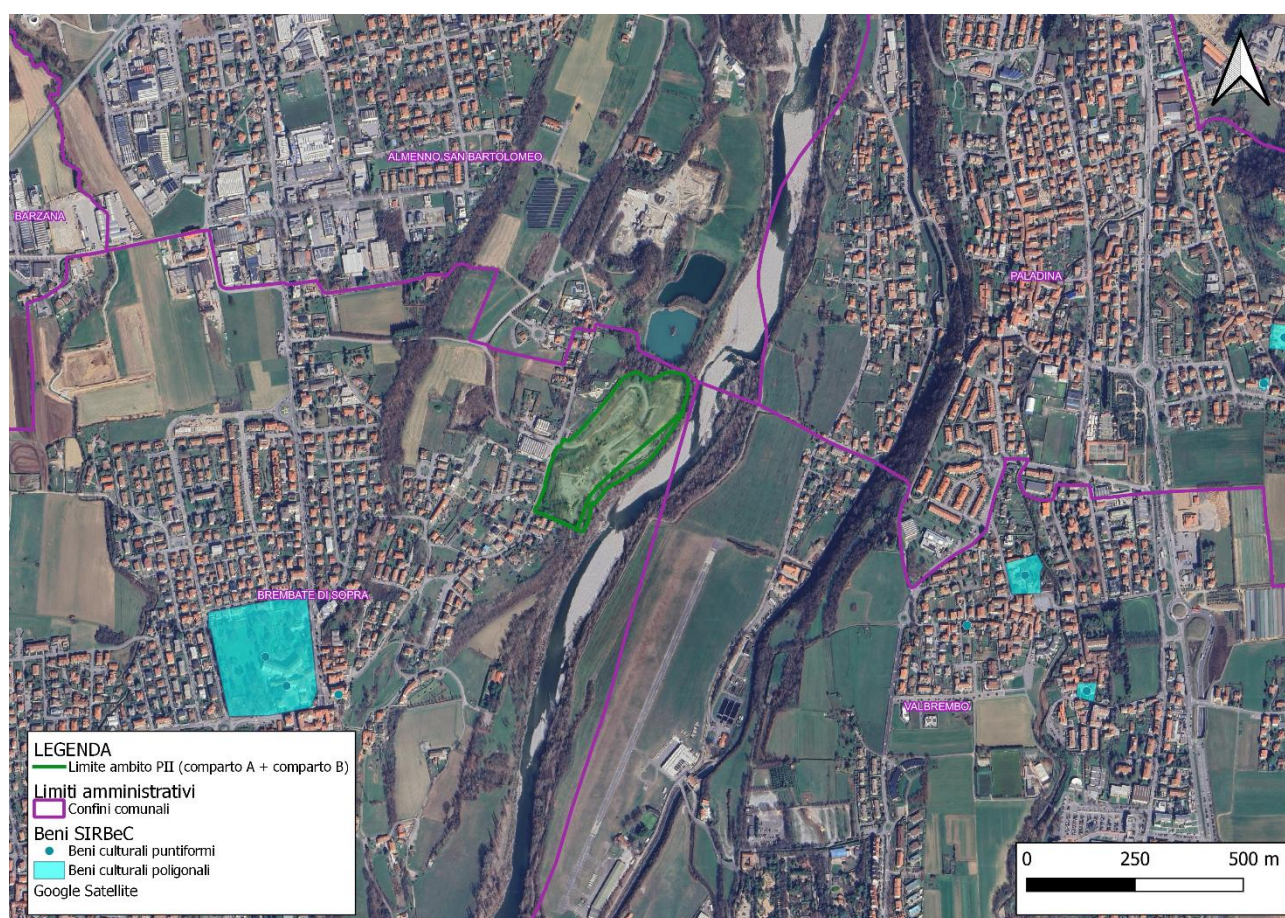 ALMENNO SAN BARTOLOMEO
BARZANA
PALADINA
BREMBATE DI SOPRA
VALBREMBO
LEGENDA
Limite ambito PII (comparto A + comparto B)
Limiti amministrativi
Confini comunali
Beni SIRBeC
Beni culturali puntiformi
Beni culturali poligonali
Google Satellite
0 250 500 m